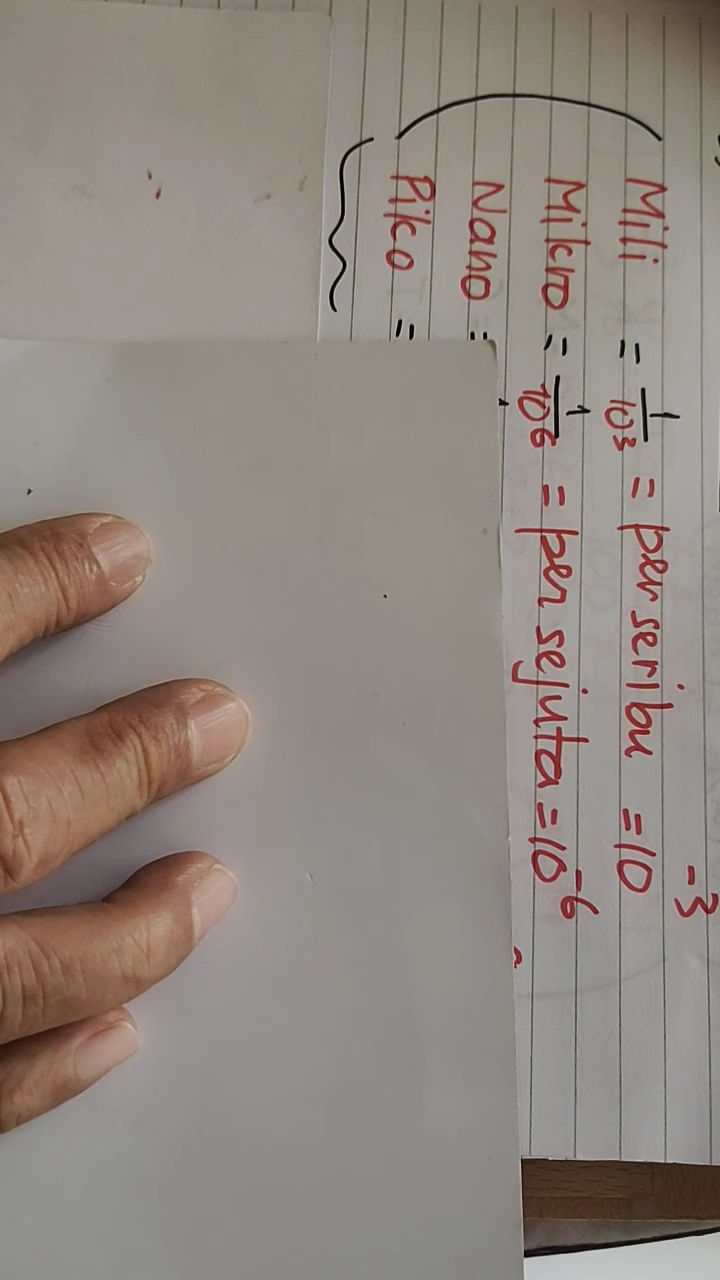 Mili = 1/10³ = per seribu = 10⁻³
Mikro = 1/10⁶ = per sejuta = 10⁻⁶
Nano =
Piko =